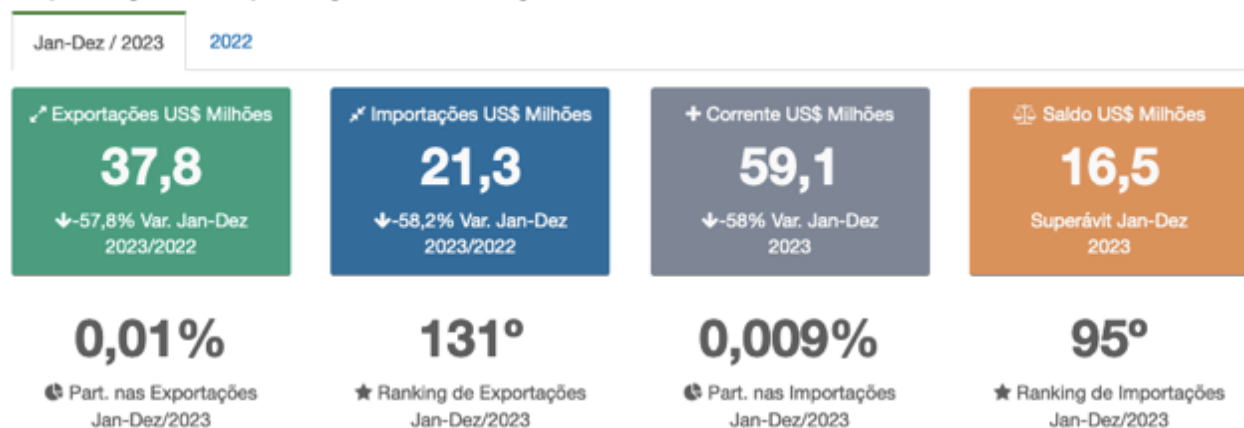 Jan-Dez / 2023
2022
Exportações US$ Milhões
37,8
-57,8% Var. Jan-Dez
2023/2022
Importações US$ Milhões
21,3
-58,2% Var. Jan-Dez
2023/2022
Corrente US$ Milhões
59,1
-58% Var. Jan-Dez
2023
Saldo US$ Milhões
16,5
Superávit Jan-Dez
2023
0,01%
Part. nas Exportações
Jan-Dez/2023
131º
Ranking de Exportações
Jan-Dez/2023
0,009%
Part. nas Importações
Jan-Dez/2023
95º
Ranking de Importações
Jan-Dez/2023